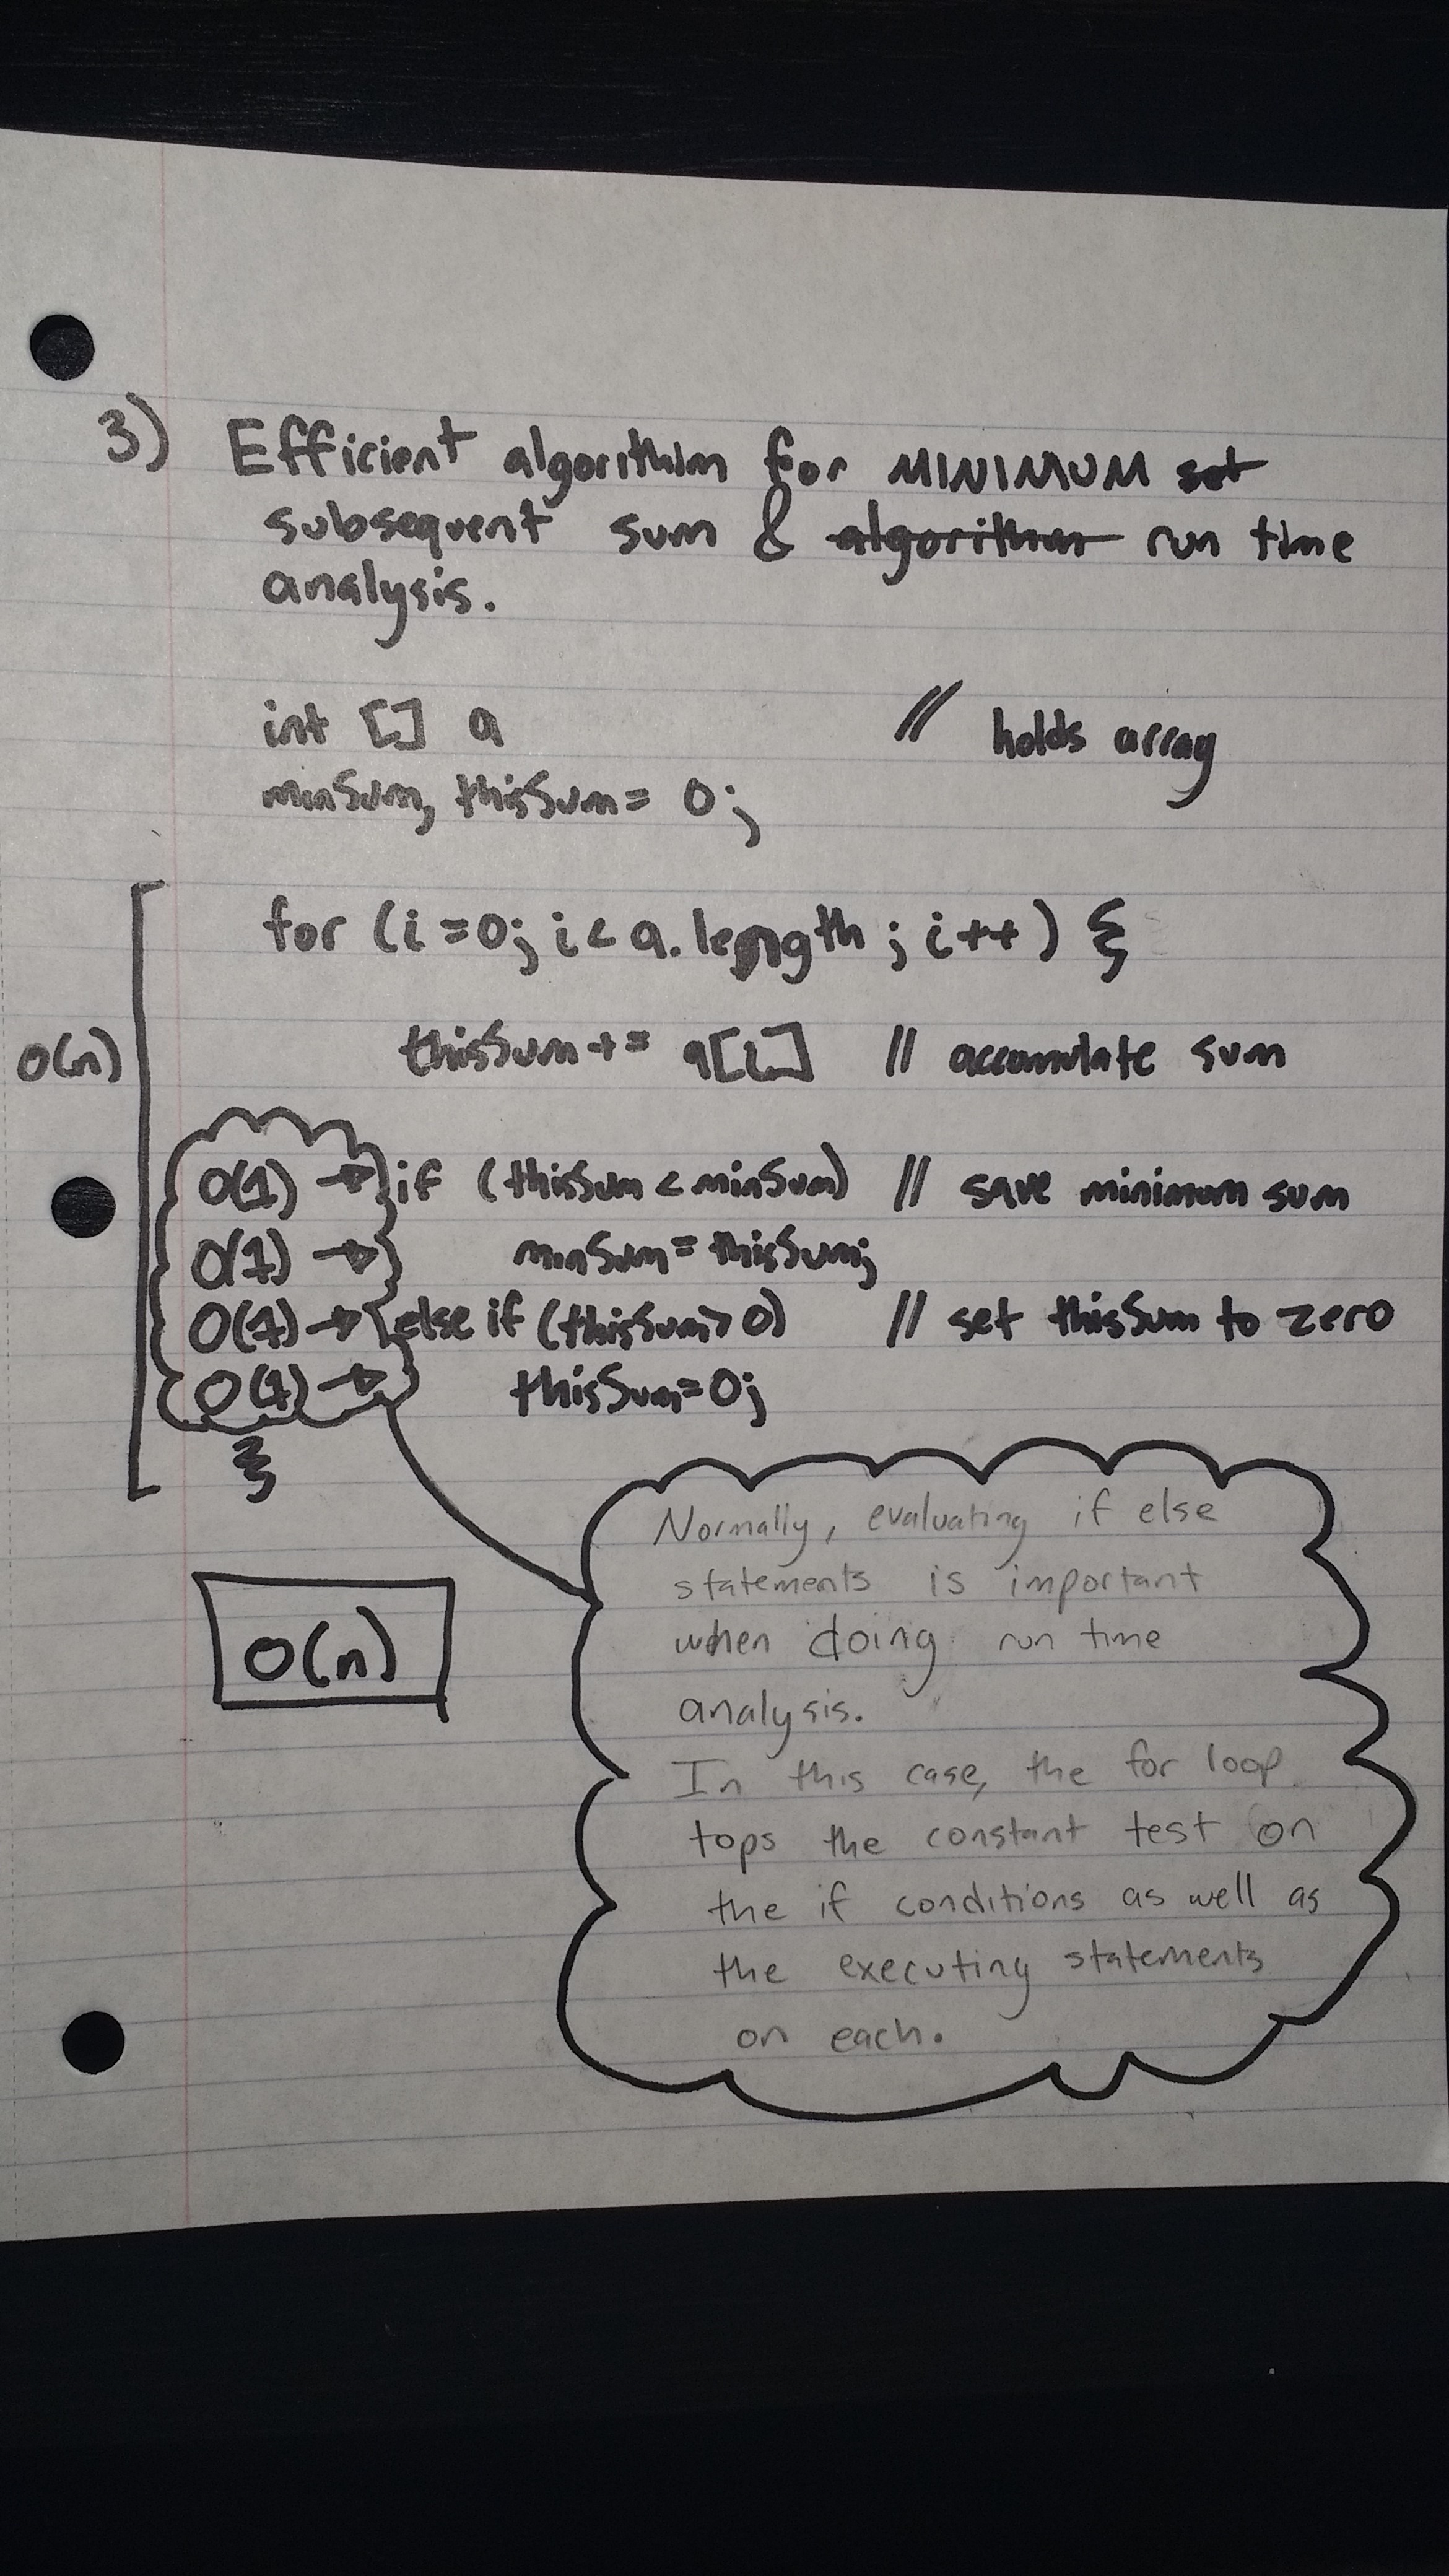 3) Efficient algorithim for MINIMUM set
subsequent sum & algorithm run time
analysis.
int [] a // holds array
minSum, thisSum = 0;
for (i=0; i< a.length; i++) {
O(n)
thisSum += a[i] // accumulate sum
O(1) → if (thisSum < minSum) // save minimum sum
O(1) → minSum = thisSum;
O(1) → else if (thisSum > 0) // set thisSum to zero
O(1) → thisSum=0;
}
O(n)
Normally, evaluating if else
statements is important
when doing run time
analysis.
In this case, the for loop
tops the constant test on
the if conditions as well as
the executing statements
on each.